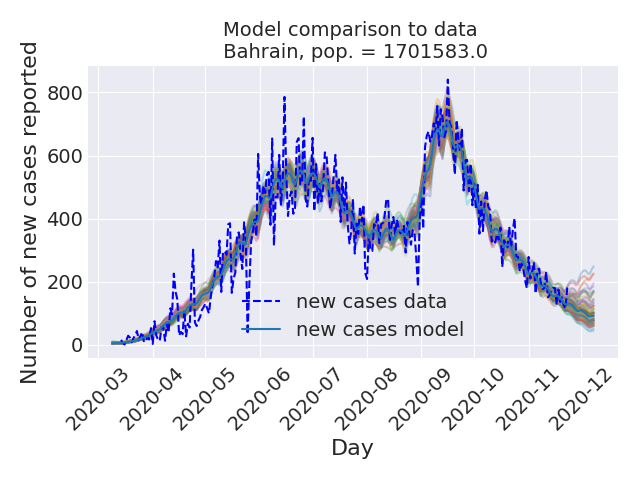 Model comparison to data
Bahrain, pop. = 1701583.0
Number of new cases reported
800
600
400
200
0
new cases data
new cases model
2020-03
2020-04
2020-05
2020-06
2020-07
2020-08
2020-09
2020-10
2020-11
2020-12
Day